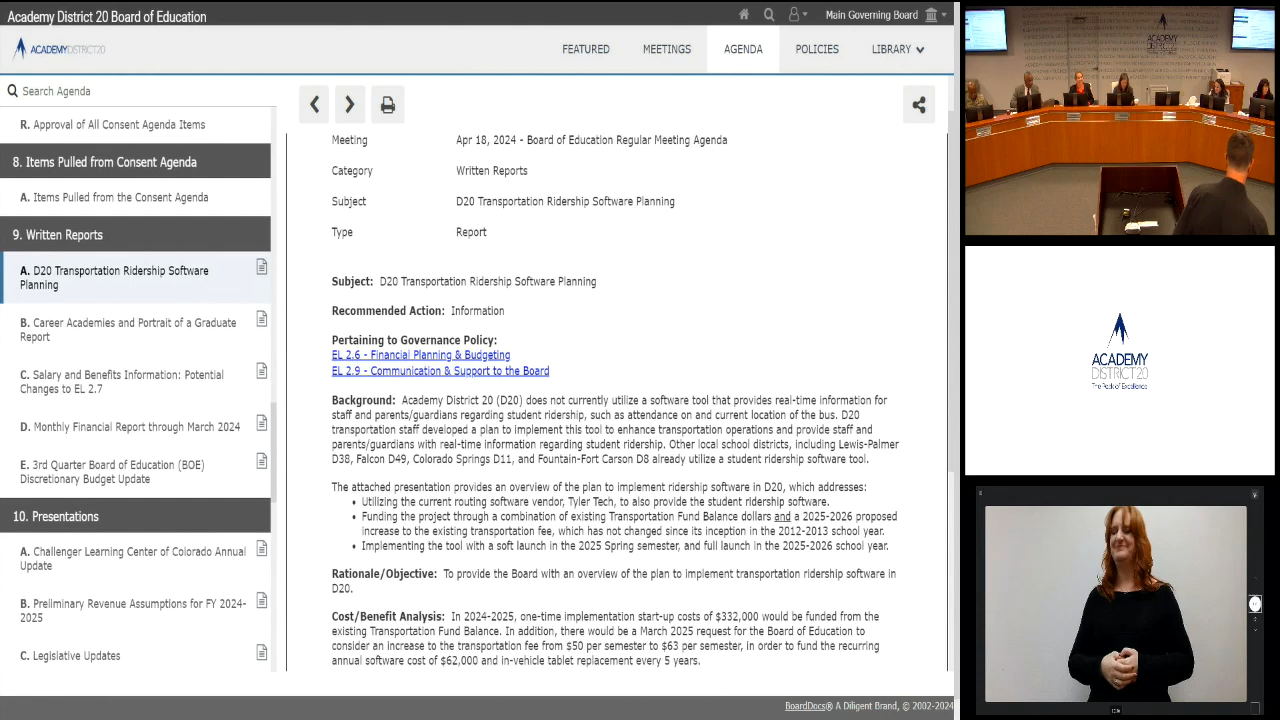 Academy District 20 Board of Education
Main Governing Board
ACADEMYDISTRICT20
FEATURED
MEETINGS
AGENDA
POLICIES
LIBRARY
Search Agenda
R. Approval of All Consent Agenda Items
8. Items Pulled from Consent Agenda
A. Items Pulled from the Consent Agenda
9. Written Reports
A. D20 Transportation Ridership Software
Planning
B. Career Academies and Portrait of a Graduate
Report
C. Salary and Benefits Information: Potential
Changes to EL 2.7
D. Monthly Financial Report through March 2024
E. 3rd Quarter Board of Education (BOE)
Discretionary Budget Update
10. Presentations
A. Challenger Learning Center of Colorado Annual
Update
B. Preliminary Revenue Assumptions for FY 2024-
2025
C. Legislative Updates
Meeting Apr 18, 2024 - Board of Education Regular Meeting Agenda
Category Written Reports
Subject D20 Transportation Ridership Software Planning
Type Report
Subject: D20 Transportation Ridership Software Planning
Recommended Action: Information
Pertaining to Governance Policy:
EL 2.6 - Financial Planning & Budgeting
EL 2.9 - Communication & Support to the Board
Background: Academy District 20 (D20) does not currently utilize a software tool that provides real-time information for
staff and parents/guardians regarding student ridership, such as attendance on and current location of the bus. D20
transportation staff developed a plan to implement this tool to enhance transportation operations and provide staff and
parents/guardians with real-time information regarding student ridership. Other local school districts, including Lewis-Palmer
D38, Falcon D49, Colorado Springs D11, and Fountain-Fort Carson D8 already utilize a student ridership software tool.
The attached presentation provides an overview of the plan to implement ridership software in D20, which addresses:
• Utilizing the current routing software vendor, Tyler Tech, to also provide the student ridership software.
• Funding the project through a combination of existing Transportation Fund Balance dollars and a 2025-2026 proposed
increase to the existing transportation fee, which has not changed since its inception in the 2012-2013 school year.
• Implementing the tool with a soft launch in the 2025 Spring semester, and full launch in the 2025-2026 school year.
Rationale/Objective: To provide the Board with an overview of the plan to implement transportation ridership software in
D20.
Cost/Benefit Analysis: In 2024-2025, one-time implementation start-up costs of $332,000 would be funded from the
existing Transportation Fund Balance. In addition, there would be a March 2025 request for the Board of Education to
consider an increase to the transportation fee from $50 per semester to $63 per semester, in order to fund the recurring
annual software cost of $62,000 and in-vehicle tablet replacement every 5 years.
BoardDocs® A Diligent Brand, © 2002-2024
ACADEMY
DISTRICT20
The Pack of Excellence